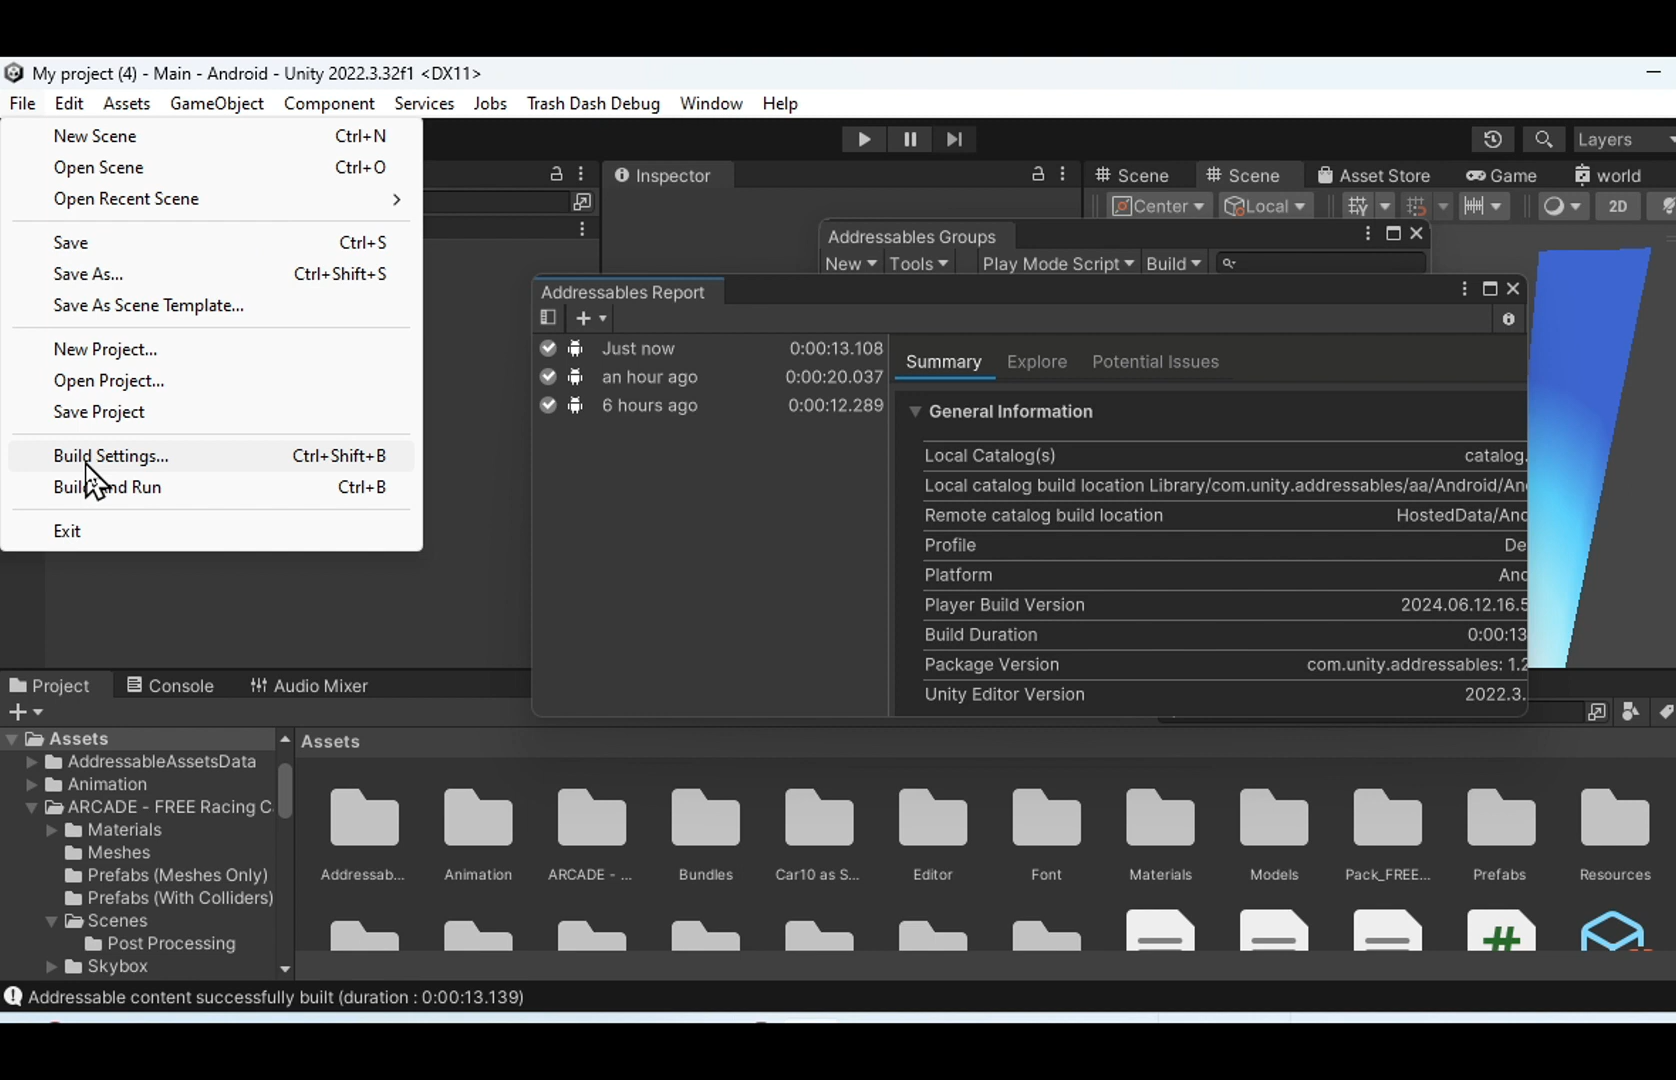 My project (4) - Main - Android - Unity 2022.3.32f1 <DX11>
File Edit Assets GameObject Component Services Jobs Trash Dash Debug Window Help
New Scene Ctrl+N
Open Scene Ctrl+O
Open Recent Scene
Save Ctrl+S
Save As... Ctrl+Shift+S
Save As Scene Template...
New Project...
Open Project...
Save Project
Build Settings... Ctrl+Shift+B
Build and Run Ctrl+B
Exit
Layers
Inspector
Scene Scene Asset Store Game world
Center Local 2D
Addressables Groups
New Tools Play Mode Script Build
Addressables Report
Just now 0:00:13.108
an hour ago 0:00:20.037
6 hours ago 0:00:12.289
Summary Explore Potential Issues
General Information
Local Catalog(s) catalog.
Local catalog build location Library/com.unity.addressables/aa/Android/An
Remote catalog build location HostedData/And
Profile De
Platform And
Player Build Version 2024.06.12.16.5
Build Duration 0:00:13
Package Version com.unity.addressables: 1.2
Unity Editor Version 2022.3.
Project Console Audio Mixer
Assets
AddressableAssetsData
Animation
ARCADE - FREE Racing C
Materials
Meshes
Prefabs (Meshes Only)
Prefabs (With Colliders)
Scenes
Post Processing
Skybox
Assets
Addressab... Animation ARCADE - ... Bundles Car10 as S... Editor Font Materials Models Pack_FREE... Prefabs Resources
Addressable content successfully built (duration : 0:00:13.139)